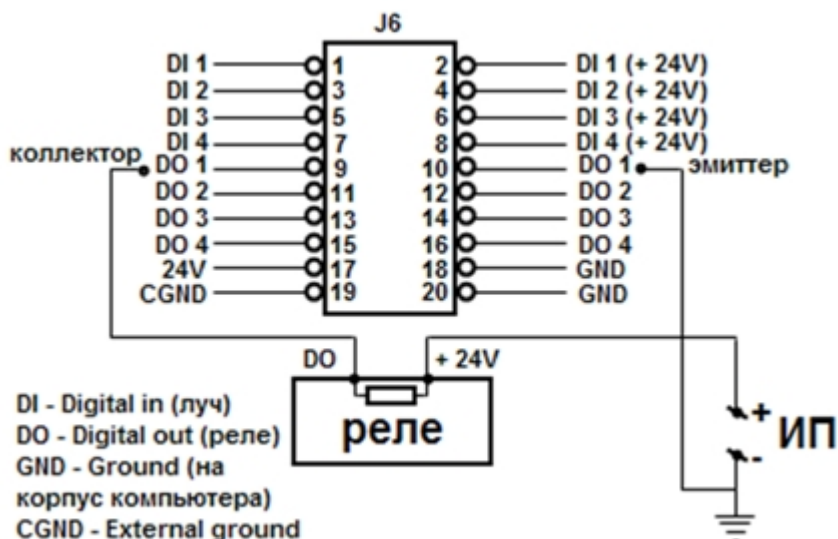 J6
DI 1 1 2 DI 1 (+ 24V)
DI 2 3 4 DI 2 (+ 24V)
DI 3 5 6 DI 3 (+ 24V)
DI 4 7 8 DI 4 (+ 24V)
коллектор DO 1 9 10 DO 1 эмиттер
DO 2 11 12 DO 2
DO 3 13 14 DO 3
DO 4 15 16 DO 4
24V 17 18 GND
CGND 19 20 GND
DO + 24V
реле
+ ИП
-
DI - Digital in (луч)
DO - Digital out (реле)
GND - Ground (на
корпус компьютера)
CGND - External ground